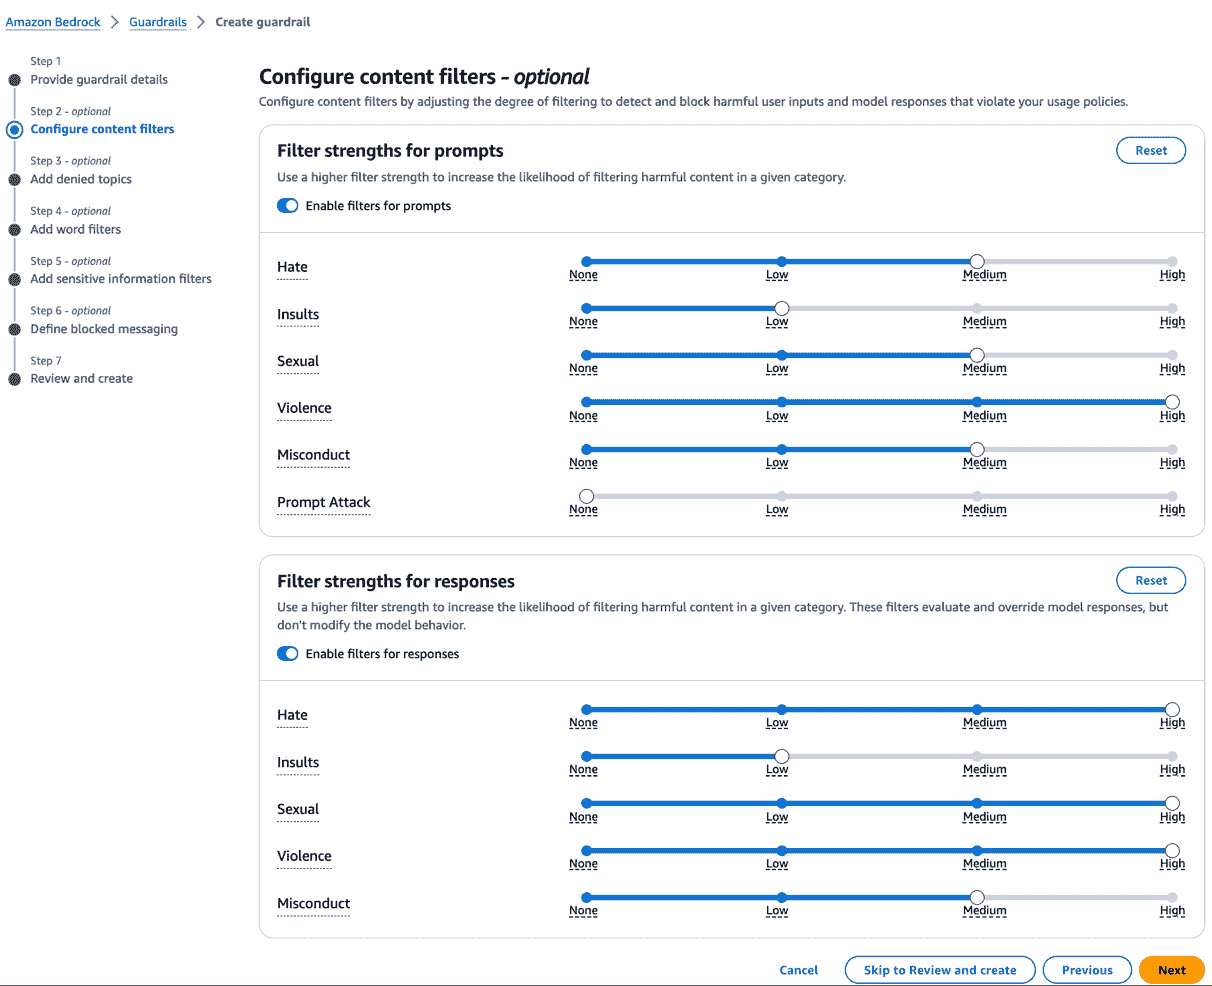 Amazon Bedrock > Guardrails > Create guardrail
Step 1
Provide guardrail details
Step 2 - optional
Configure content filters
Step 3 - optional
Add denied topics
Step 4 - optional
Add word filters
Step 5 - optional
Add sensitive information filters
Step 6 - optional
Define blocked messaging
Step 7
Review and create
Configure content filters - optional
Configure content filters by adjusting the degree of filtering to detect and block harmful user inputs and model responses that violate your usage policies.
Filter strengths for prompts
Reset
Use a higher filter strength to increase the likelihood of filtering harmful content in a given category.
Enable filters for prompts
Hate
None Low Medium High
Insults
None Low Medium High
Sexual
None Low Medium High
Violence
None Low Medium High
Misconduct
None Low Medium High
Prompt Attack
None Low Medium High
Filter strengths for responses
Reset
Use a higher filter strength to increase the likelihood of filtering harmful content in a given category. These filters evaluate and override model responses, but
don't modify the model behavior.
Enable filters for responses
Hate
None Low Medium High
Insults
None Low Medium High
Sexual
None Low Medium High
Violence
None Low Medium High
Misconduct
None Low Medium High
Cancel Skip to Review and create Previous Next